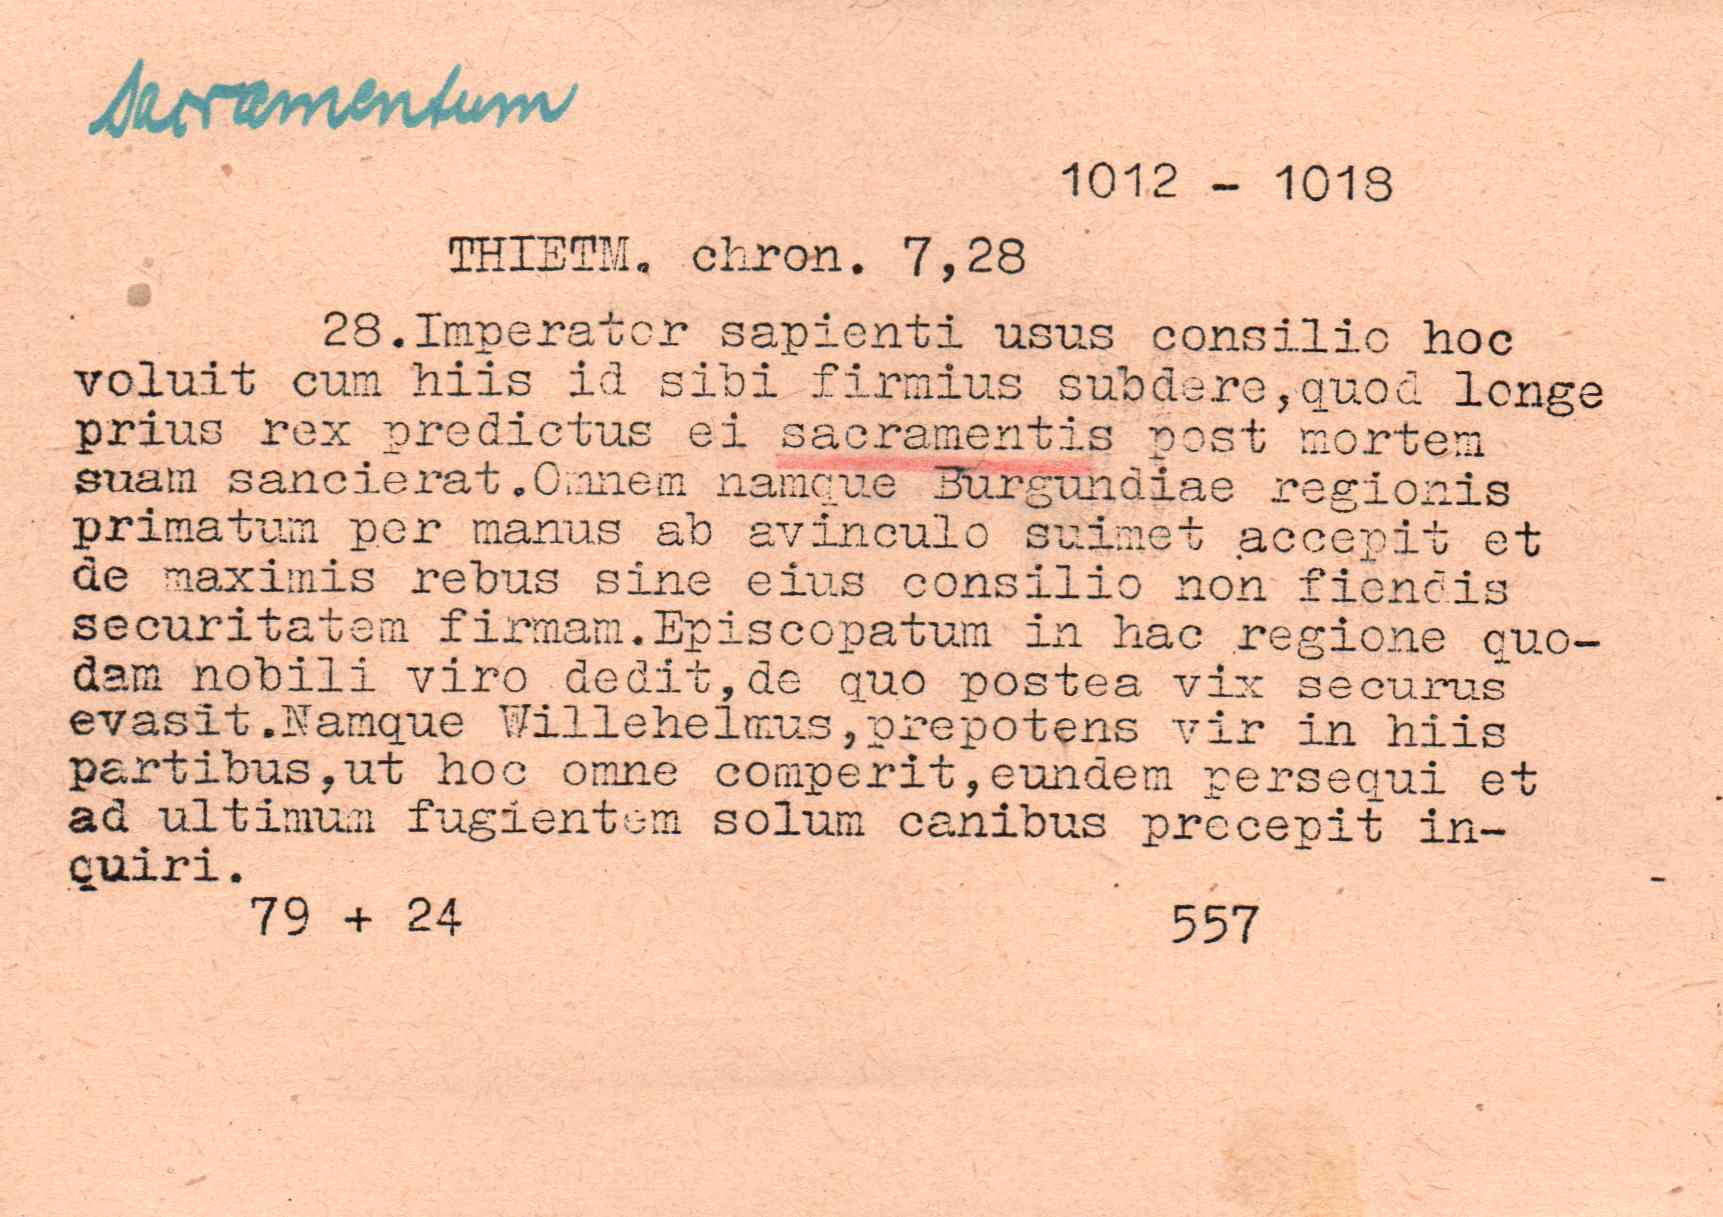 sacramentum
1012 - 1018
THIETM. chron. 7,28
28.Imperator sapienti usus consilio hoc
voluit cum hiis id sibi firmius subdere,quod longe
prius rex predictus ei sacramentis post mortem
suam sancierat.Omnem namque Burgundiae regionis
primatum per manus ab avinculo suimet accepit et
de maximis rebus sine eius consilio non fiendis
securitatem firmam.Episcopatum in hac regione quo-
dam nobili viro dedit,de quo postea vix securus
evasit.Namque Willehelmus,prepotens vir in hiis
partibus,ut hoc omne comperit,eundem persequi et
ad ultimum fugientem solum canibus precepit in-
quiri.
79 + 24 557